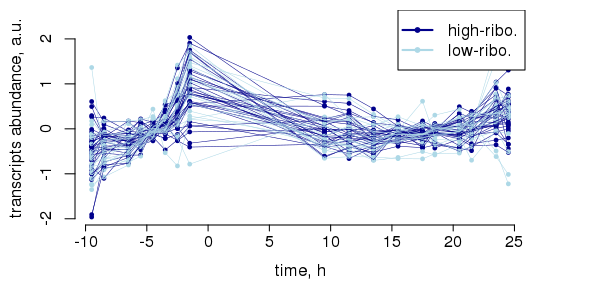 high-ribo.
low-ribo.
transcripts abundance, a.u.
2
1
0
-1
-2
-10 -5 0 5 10 15 20 25
time, h